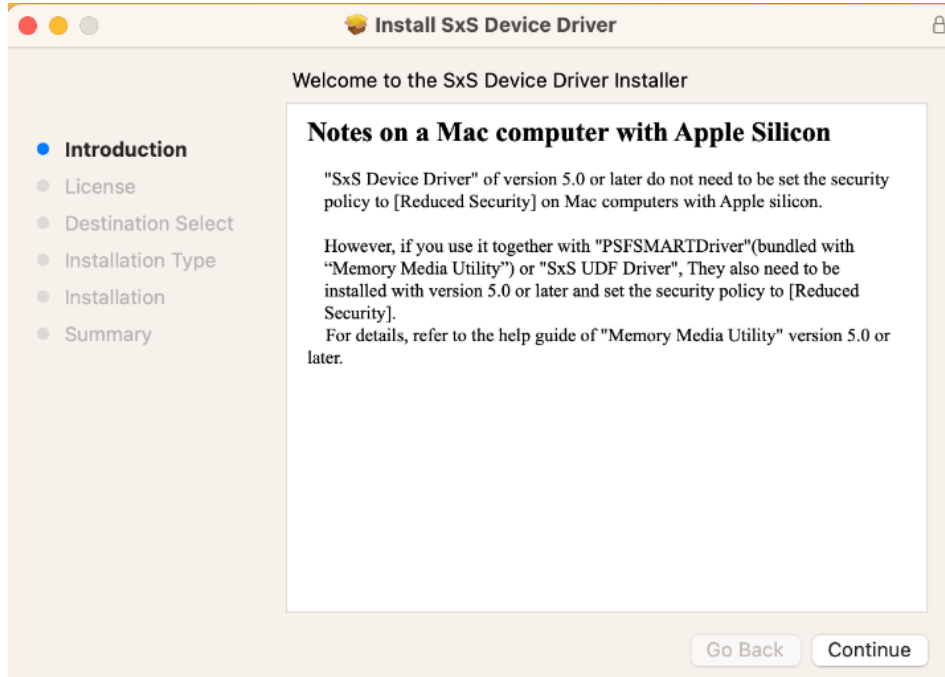 Install SxS Device Driver
Welcome to the SxS Device Driver Installer
Introduction
License
Destination Select
Installation Type
Installation
Summary
Notes on a Mac computer with Apple Silicon
"SxS Device Driver" of version 5.0 or later do not need to be set the security
policy to [Reduced Security] on Mac computers with Apple silicon.
However, if you use it together with "PSFSMARTDriver"(bundled with
“Memory Media Utility”) or "SxS UDF Driver", They also need to be
installed with version 5.0 or later and set the security policy to [Reduced
Security].
For details, refer to the help guide of "Memory Media Utility" version 5.0 or
later.
Go Back
Continue